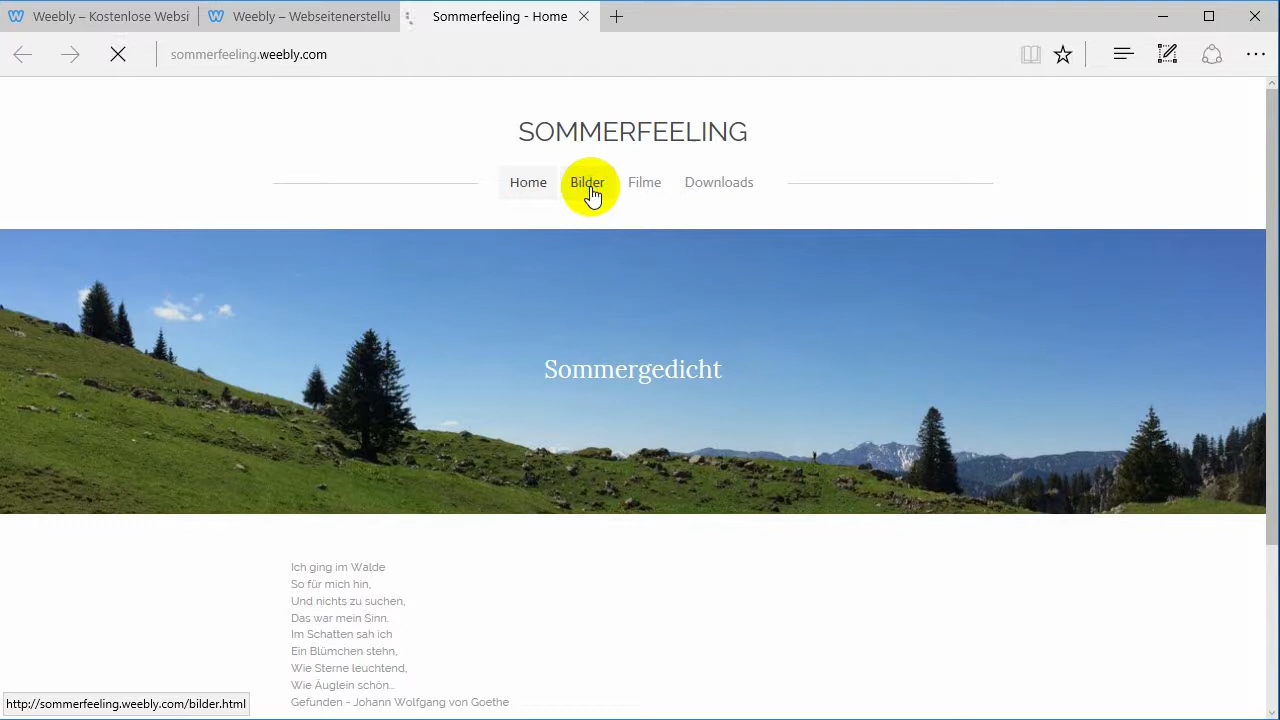 Weebly – Kostenlose Websi
Weebly – Webseitenerstellu
Sommerfeeling - Home
sommerfeeling.weebly.com
SOMMERFEELING
Home
Bilder
Filme
Downloads
Sommergedicht
Ich ging im Walde
So für mich hin,
Und nichts zu suchen,
Das war mein Sinn.
Im Schatten sah ich
Ein Blümchen stehn,
Wie Sterne leuchtend,
Wie Äuglein schön...
Gefunden - Johann Wolfgang von Goethe
http://sommerfeeling.weebly.com/bilder.html